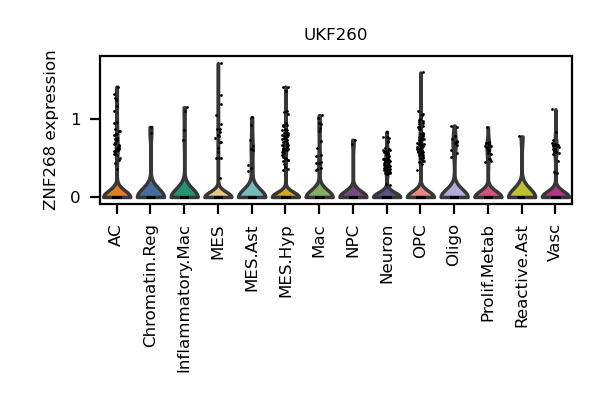 UKF260
ZNF268 expression
1
0
AC
Chromatin.Reg
Inflammatory.Mac
MES
MES.Ast
MES.Hyp
Mac
NPC
Neuron
OPC
Oligo
Prolif.Metab
Reactive.Ast
Vasc